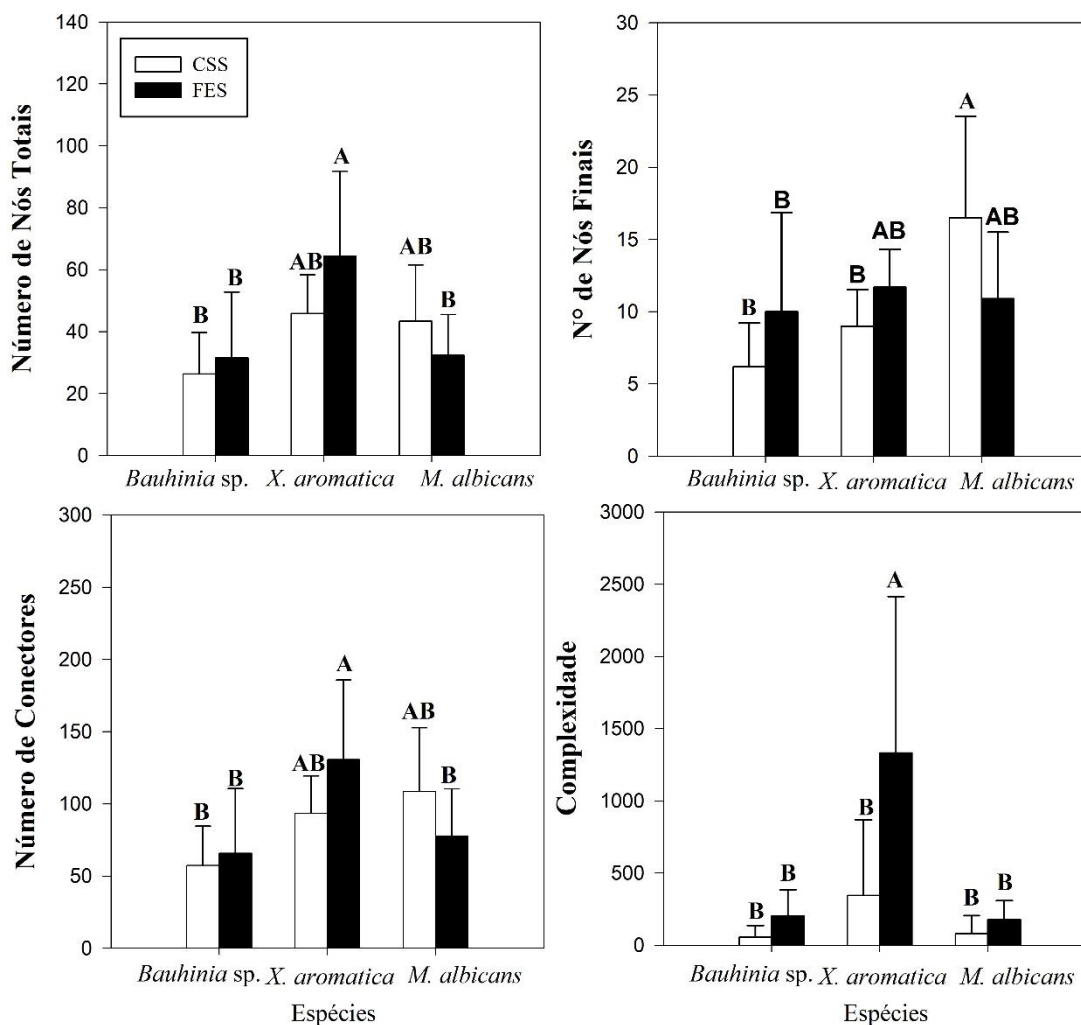 Número de Nós Totais
140
120
100
80
60
40
20
0
CSS
FES
B
B
AB
A
AB
B
Bauhinia sp.
X. aromatica
M. albicans
N° de Nós Finais
30
25
20
15
10
5
0
B
B
B
AB
A
AB
Bauhinia sp.
X. aromatica
M. albicans
Número de Conectores
300
250
200
150
100
50
0
B
B
AB
A
AB
B
Bauhinia sp.
X. aromatica
M. albicans
Espécies
Complexidade
3000
2500
2000
1500
1000
500
0
B
B
B
A
B
B
Bauhinia sp.
X. aromatica
M. albicans
Espécies